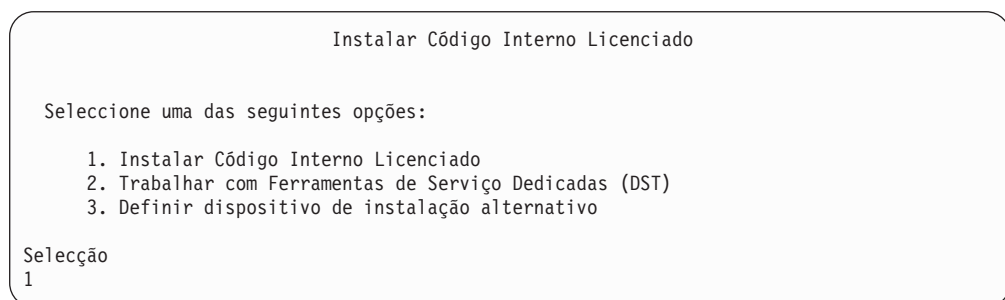 Instalar Código Interno Licenciado
Seleccione uma das seguintes opções:
1. Instalar Código Interno Licenciado
2. Trabalhar com Ferramentas de Serviço Dedicadas (DST)
3. Definir dispositivo de instalação alternativo
Selecção
1